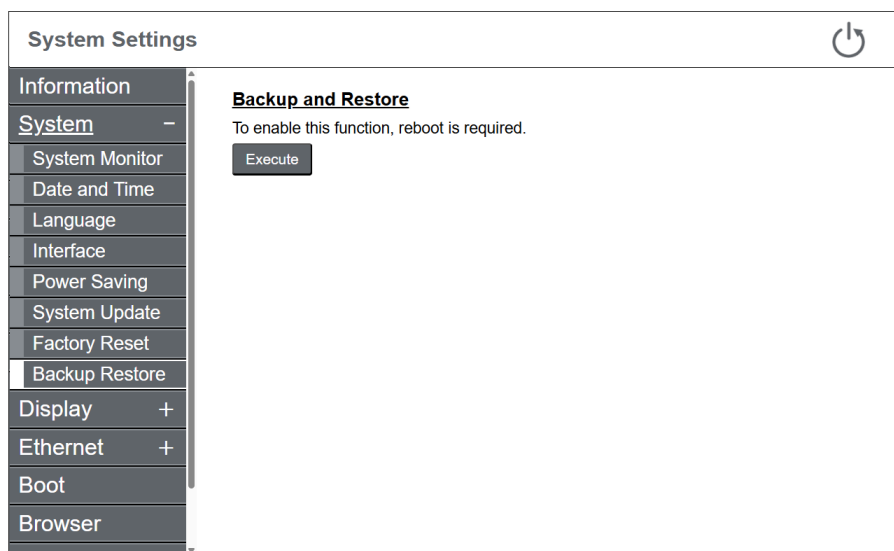 System Settings
Information
System −
System Monitor
Date and Time
Language
Interface
Power Saving
System Update
Factory Reset
Backup Restore
Display +
Ethernet +
Boot
Browser
Backup and Restore
To enable this function, reboot is required.
Execute